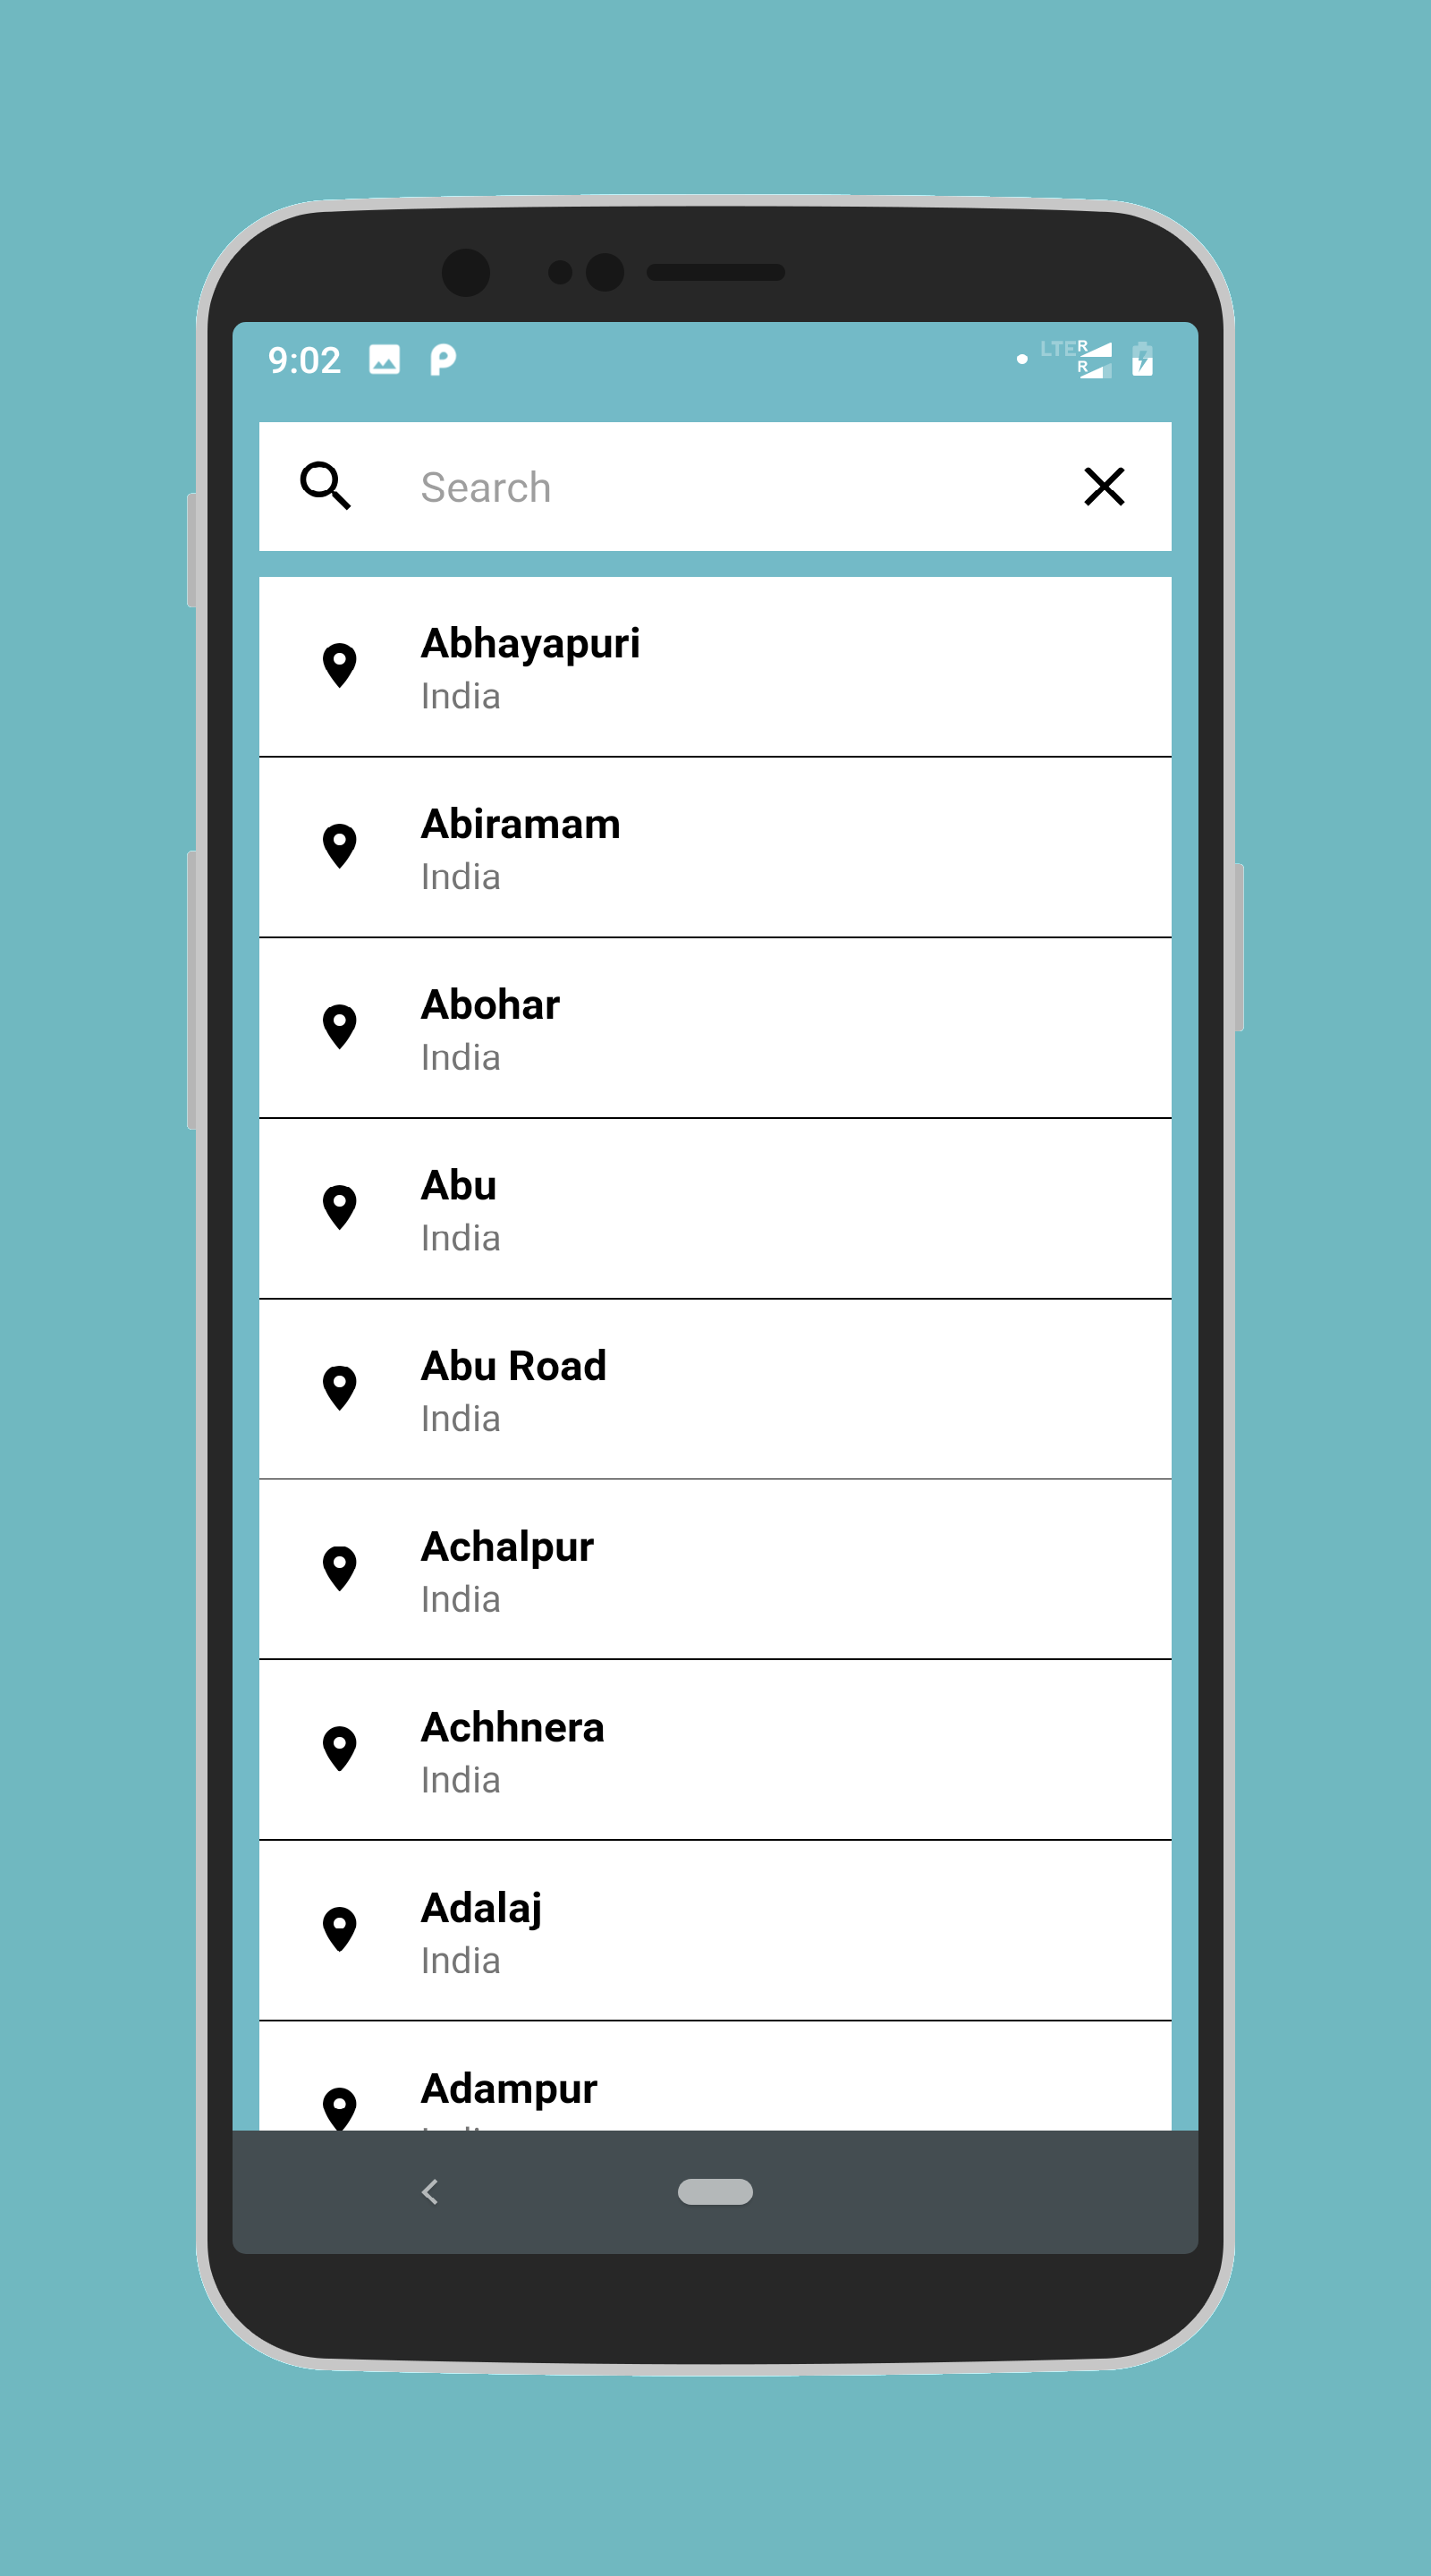 9:02 LTE R
R
Search
Abhayapuri
India
Abiramam
India
Abohar
India
Abu
India
Abu Road
India
Achalpur
India
Achhnera
India
Adalaj
India
Adampur